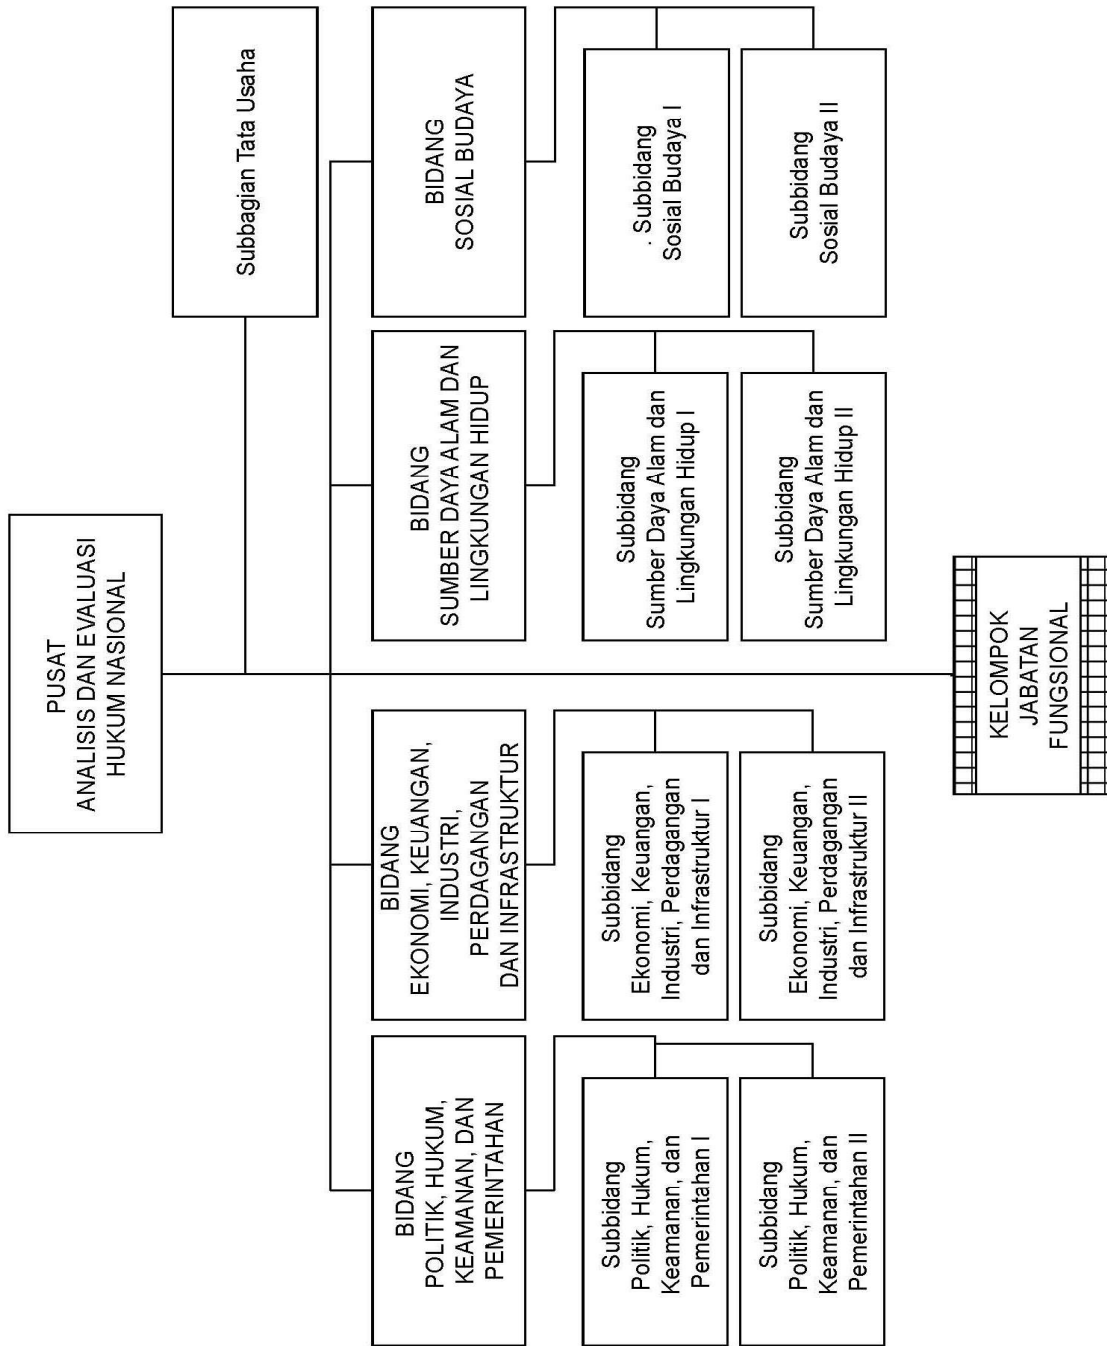 PUSAT
ANALISIS DAN EVALUASI
HUKUM NASIONAL
Subbagian Tata Usaha
BIDANG
POLITIK, HUKUM,
KEAMANAN, DAN
PEMERINTAHAN
BIDANG
EKONOMI, KEUANGAN,
INDUSTRI,
PERDAGANGAN
DAN INFRASTRUKTUR
BIDANG
SUMBER DAYA ALAM DAN
LINGKUNGAN HIDUP
BIDANG
SOSIAL BUDAYA
Subbidang
Politik, Hukum,
Keamanan, dan
Pemerintahan I
Subbidang
Ekonomi, Keuangan,
Industri, Perdagangan
dan Infrastruktur I
Subbidang
Sumber Daya Alam dan
Lingkungan Hidup I
. Subbidang
Sosial Budaya I
Subbidang
Politik, Hukum,
Keamanan, dan
Pemerintahan II
Subbidang
Ekonomi, Keuangan,
Industri, Perdagangan
dan Infrastruktur II
Subbidang
Sumber Daya Alam dan
Lingkungan Hidup II
Subbidang
Sosial Budaya II
KELOMPOK
JABATAN
FUNGSIONAL